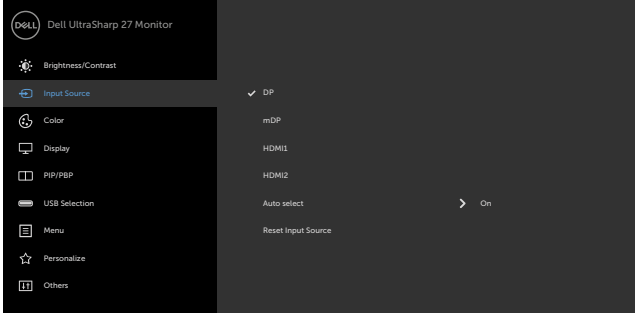 DELL
Dell UltraSharp 27 Monitor
Brightness/Contrast
Input Source
DP
Color
mDP
Display
HDMI1
PIP/PBP
HDMI2
USB Selection
Auto select
On
Menu
Reset Input Source
Personalize
Others